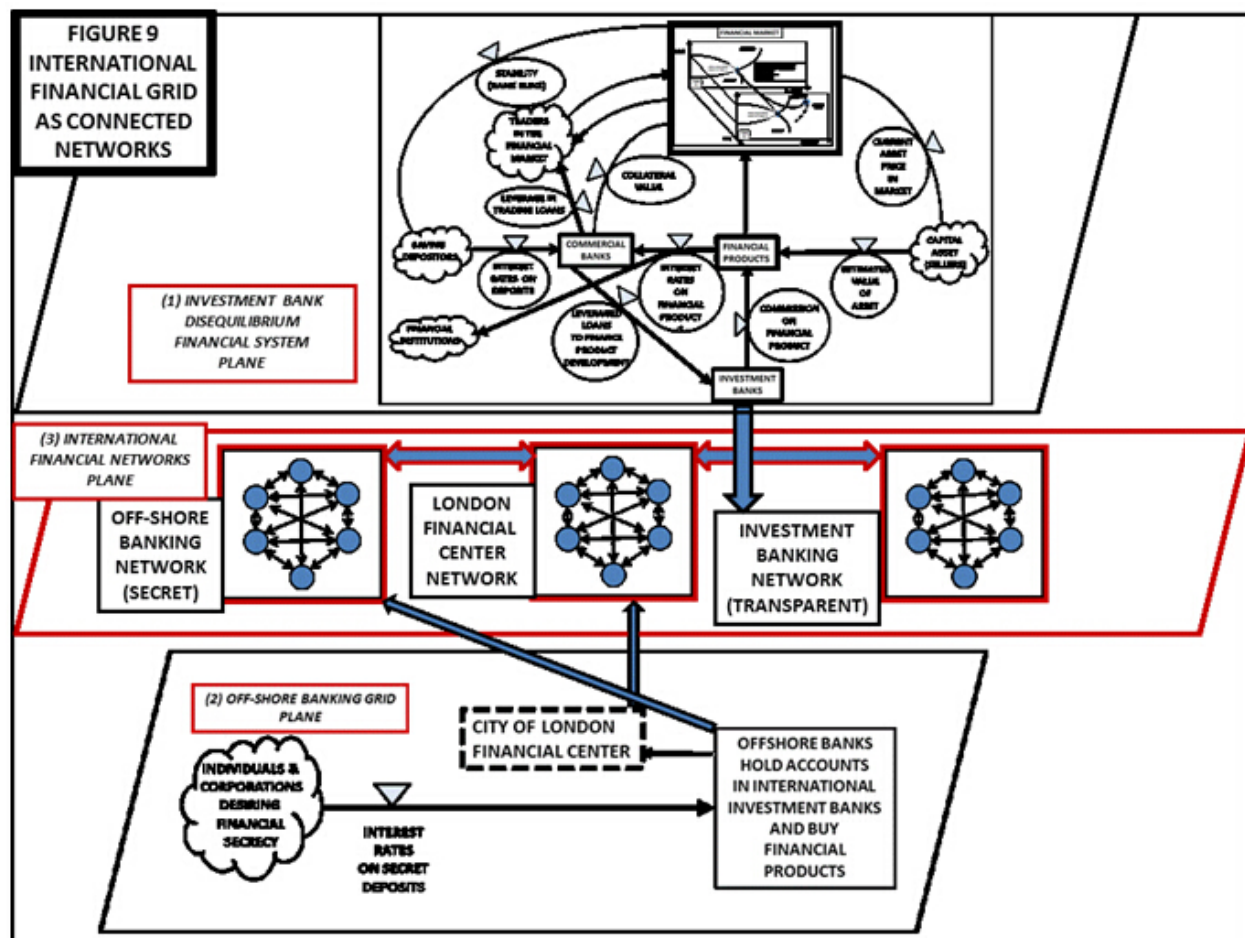 FIGURE 9
INTERNATIONAL
FINANCIAL GRID
AS CONNECTED
NETWORKS
FINANCIAL MARKET
STABILITY
(BANK RUNS)
TRADERS
IN THE
FINANCIAL
MARKET
COLLATERAL
VALUE
LEVERAGE IN
TRADING LOANS
CURRENT
ASSET
PRICE
IN
MARKET
SAVING
DEPOSITORS
COMMERCIAL
BANKS
FINANCIAL
PRODUCTS
CAPITAL
ASSET
(SELLERS)
INTEREST
RATES ON
DEPOSITS
INTEREST
RATES
ON
FINANCIAL
PRODUCT
ESTIMATED
VALUE
OF
ASSET
FINANCIAL
INSTITUTIONS
LEVERAGED
LOANS
TO FINANCE
PRODUCT
DEVELOPMENT
COMMISSION
ON
FINANCIAL
PRODUCT
INVESTMENT
BANKS
(1) INVESTMENT BANK
DISEQUILIBRIUM
FINANCIAL SYSTEM
PLANE
(3) INTERNATIONAL
FINANCIAL NETWORKS
PLANE
OFF-SHORE
BANKING
NETWORK
(SECRET)
LONDON
FINANCIAL
CENTER
NETWORK
INVESTMENT
BANKING
NETWORK
(TRANSPARENT)
(2) OFF-SHORE BANKING GRID
PLANE
CITY OF LONDON
FINANCIAL CENTER
INDIVIDUALS &
CORPORATIONS
DESIRING
FINANCIAL
SECRECY
INTEREST
RATES
ON SECRET
DEPOSITS
OFFSHORE BANKS
HOLD ACCOUNTS
IN INTERNATIONAL
INVESTMENT BANKS
AND BUY
FINANCIAL
PRODUCTS